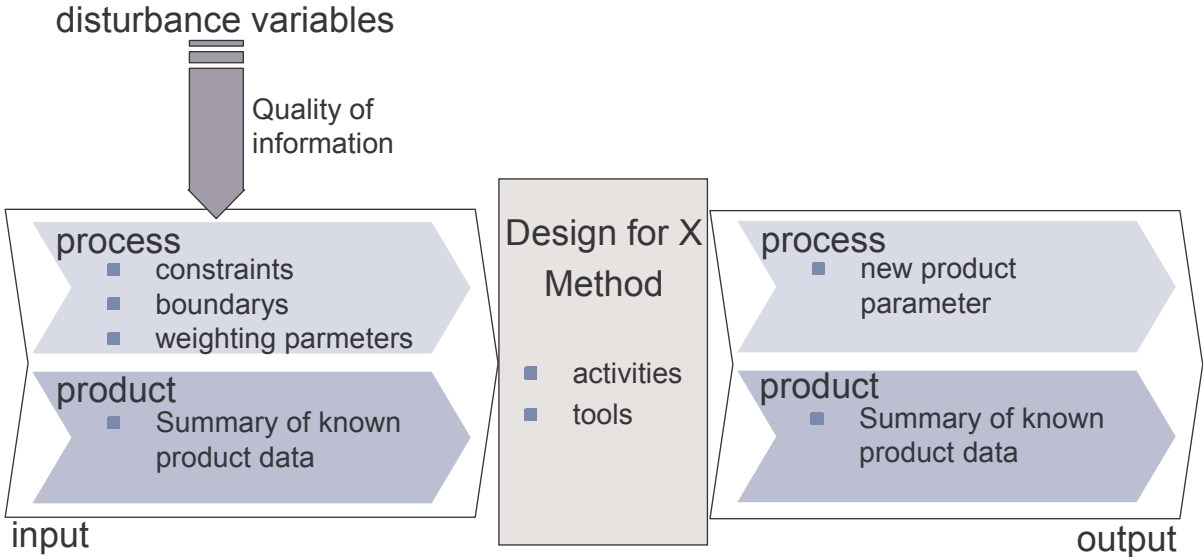 disturbance variables
Quality of
information
process
constraints
boundarys
weighting parmeters
product
Summary of known
product data
input
Design for X
Method
activities
tools
process
new product
parameter
product
Summary of known
product data
output